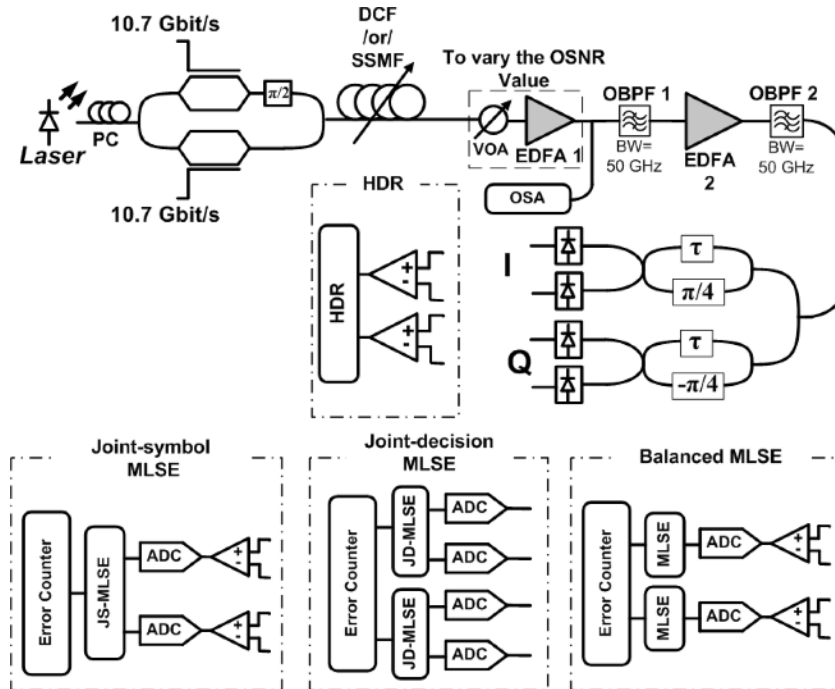 10.7 Gbit/s
DCF
/or/
SSMF
To vary the OSNR
Value
π/2
PC
Laser
VOA
EDFA 1
OBPF 1
BW=
50 GHz
EDFA
2
OBPF 2
BW=
50 GHz
10.7 Gbit/s
OSA
HDR
HDR
+
-
+
-
I
τ
π/4
Q
τ
-π/4
Joint-symbol
MLSE
Error Counter
JS-MLSE
ADC
+
-
ADC
+
-
Joint-decision
MLSE
Error Counter
JD-MLSE
ADC
ADC
JD-MLSE
ADC
ADC
Balanced MLSE
Error Counter
MLSE
ADC
+
-
MLSE
ADC
+
-